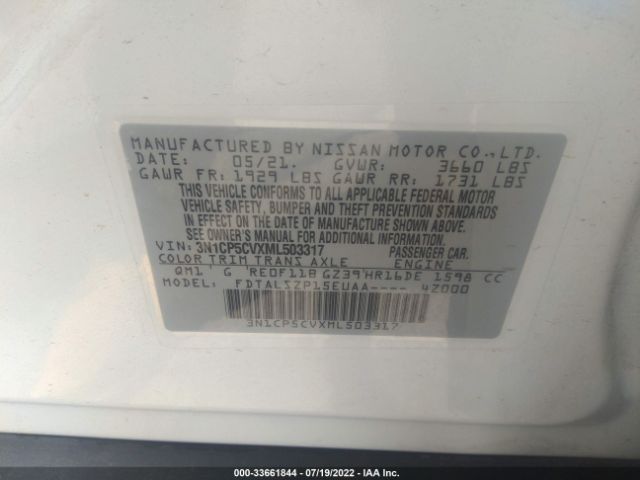 MANUFACTURED BY NISSAN MOTOR CO., LTD.
DATE: 05/21. GVWR: 3660 LBS
GAWR FR: 1929 LBS GAWR RR: 1731 LBS
THIS VEHICLE CONFORMS TO ALL APPLICABLE FEDERAL MOTOR
VEHICLE SAFETY, BUMPER AND THEFT PREVENTION STANDARDS
IN EFFECT ON THE DATE OF MANUFACTURE SHOWN ABOVE.
SEE OWNER'S MANUAL FOR ADDITIONAL INFORMATION
VIN: 3N1CP5CVXML503317 PASSENGER CAR.
COLOR TRIM TRANS AXLE ENGINE
QM1 G RE0F11B GZ39 HR16DE 1598 CC
MODEL: FDTALSZP15EUAA---- 4Z000
3N1CP5CVXML503317
000-33661844 / 07/19/2022 - IAA Inc.